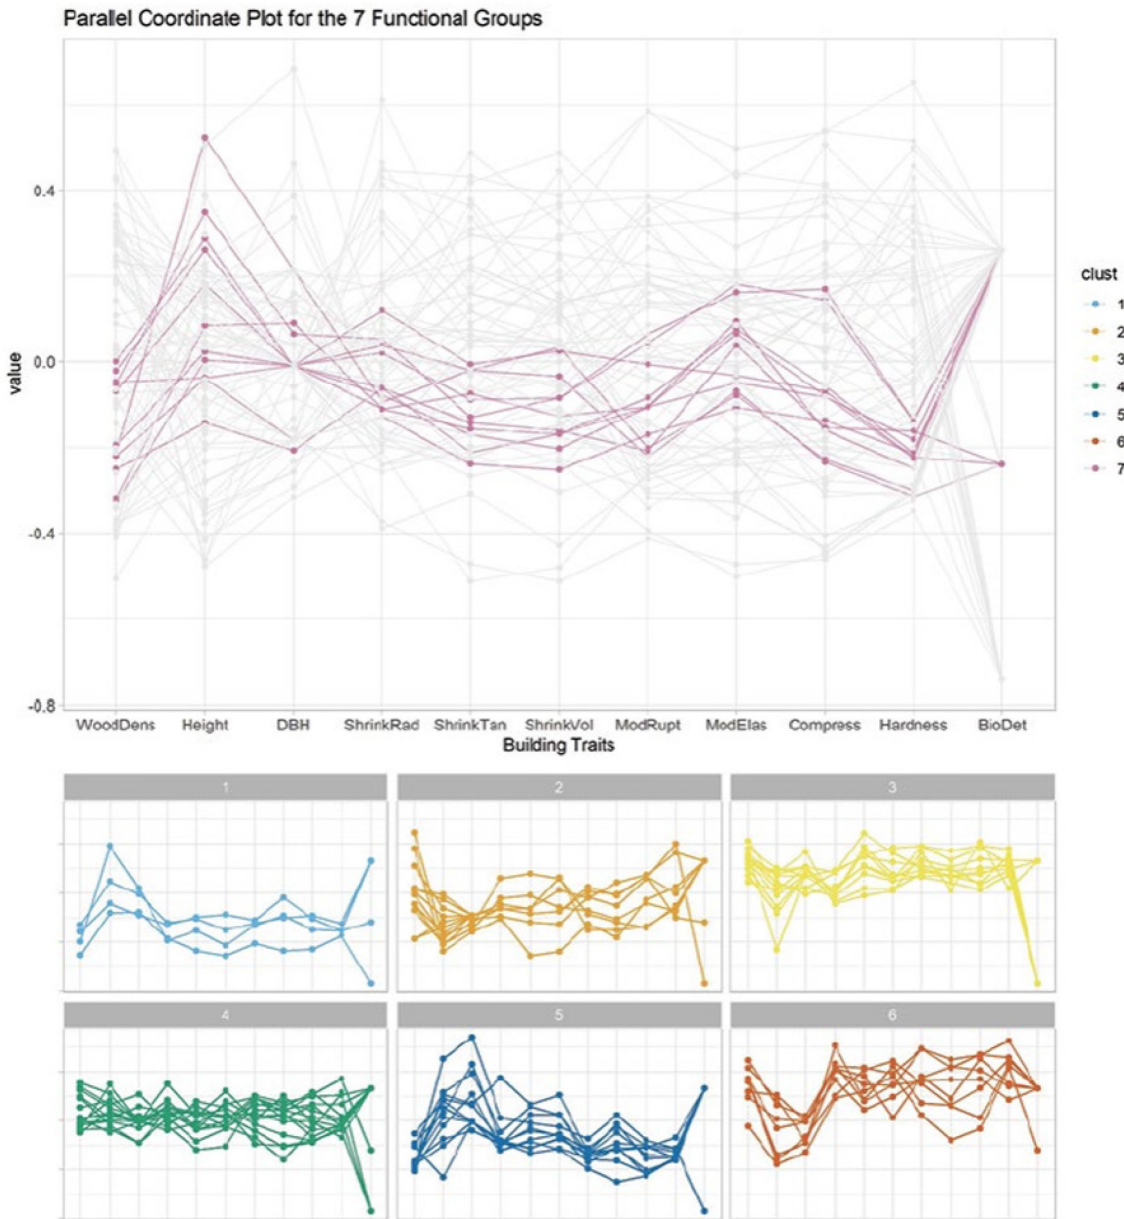 Parallel Coordinate Plot for the 7 Functional Groups
value
0.4
0.0
-0.4
-0.8
WoodDens Height DBH ShrinkRad ShrinkTan ShrinkVol ModRupt ModElas Compress Hardness BioDet
Building Traits
clust
1
2
3
4
5
6
7
1 2 3
4 5 6